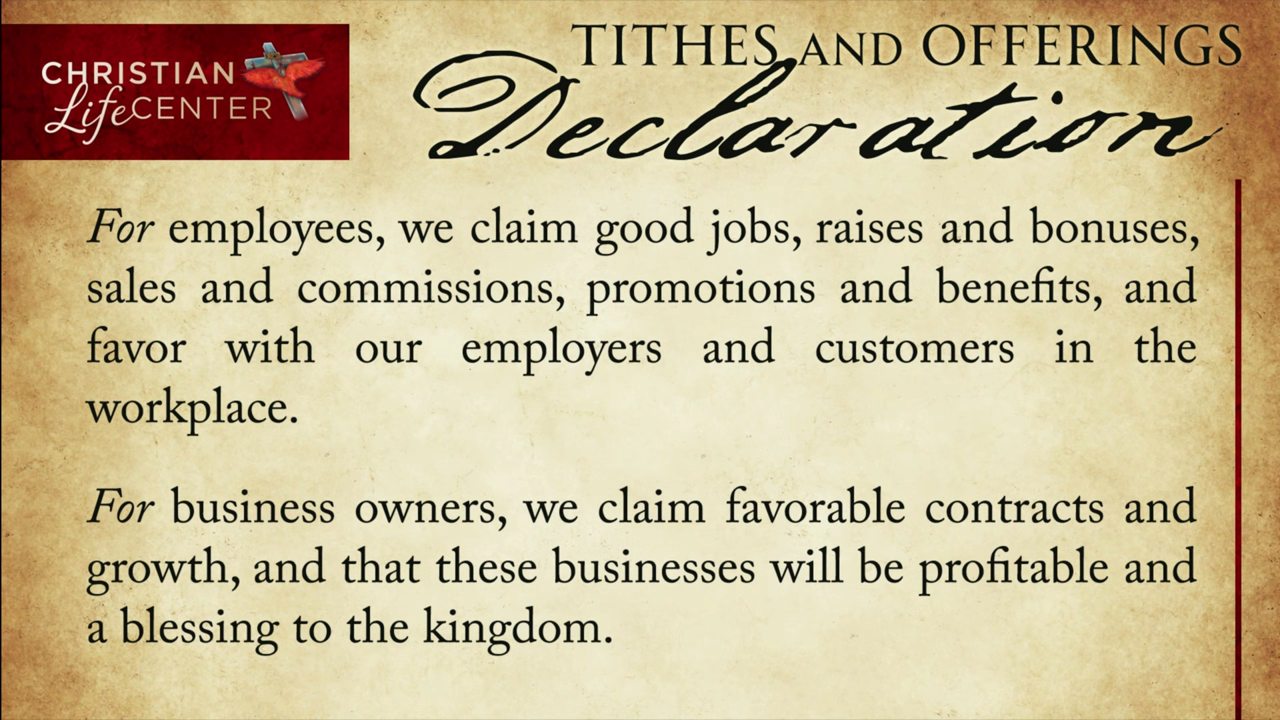 CHRISTIAN
LifeCENTER
TITHES AND OFFERINGS
Declaration
For employees, we claim good jobs, raises and bonuses,
sales and commissions, promotions and benefits, and
favor with our employers and customers in the
workplace.
For business owners, we claim favorable contracts and
growth, and that these businesses will be profitable and
a blessing to the kingdom.